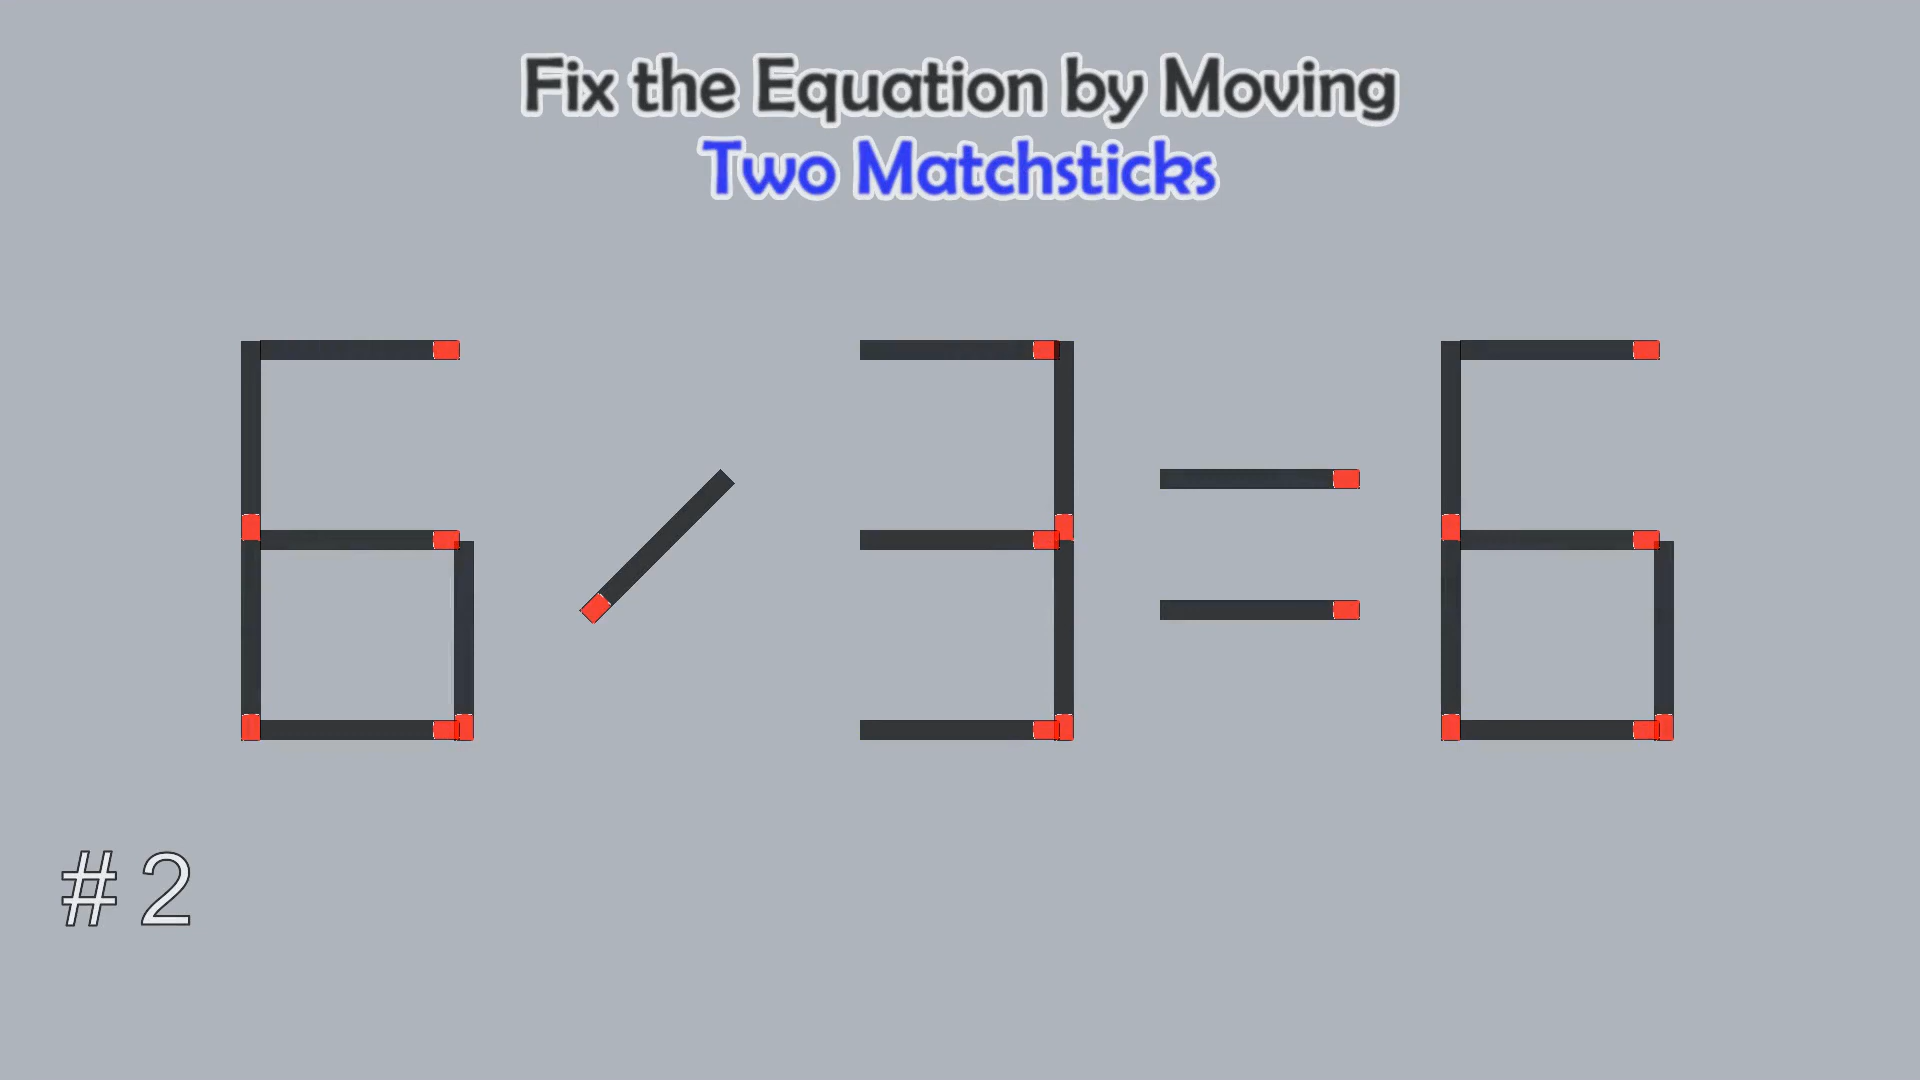 Fix the Equation by Moving
Two Matchsticks
6/3=6
#2